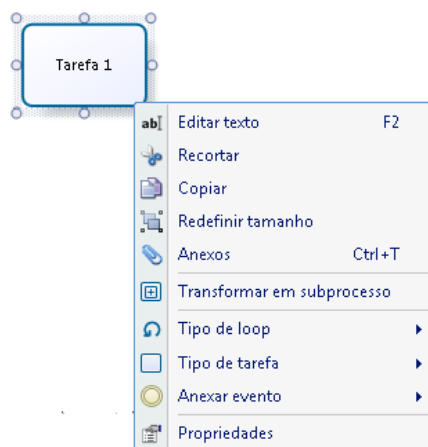 Tarefa 1
ab Editar texto F2
Recortar
Copiar
Redefinir tamanho
Anexos Ctrl+T
Transformar em subprocesso
Tipo de loop
Tipo de tarefa
Anexar evento
Propriedades